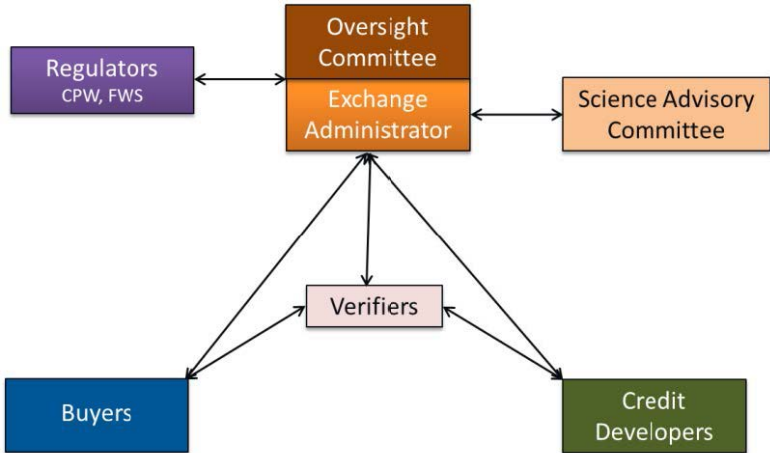 Oversight
Committee
Regulators
CPW, FWS
Exchange
Administrator
Science Advisory
Committee
Verifiers
Buyers
Credit
Developers